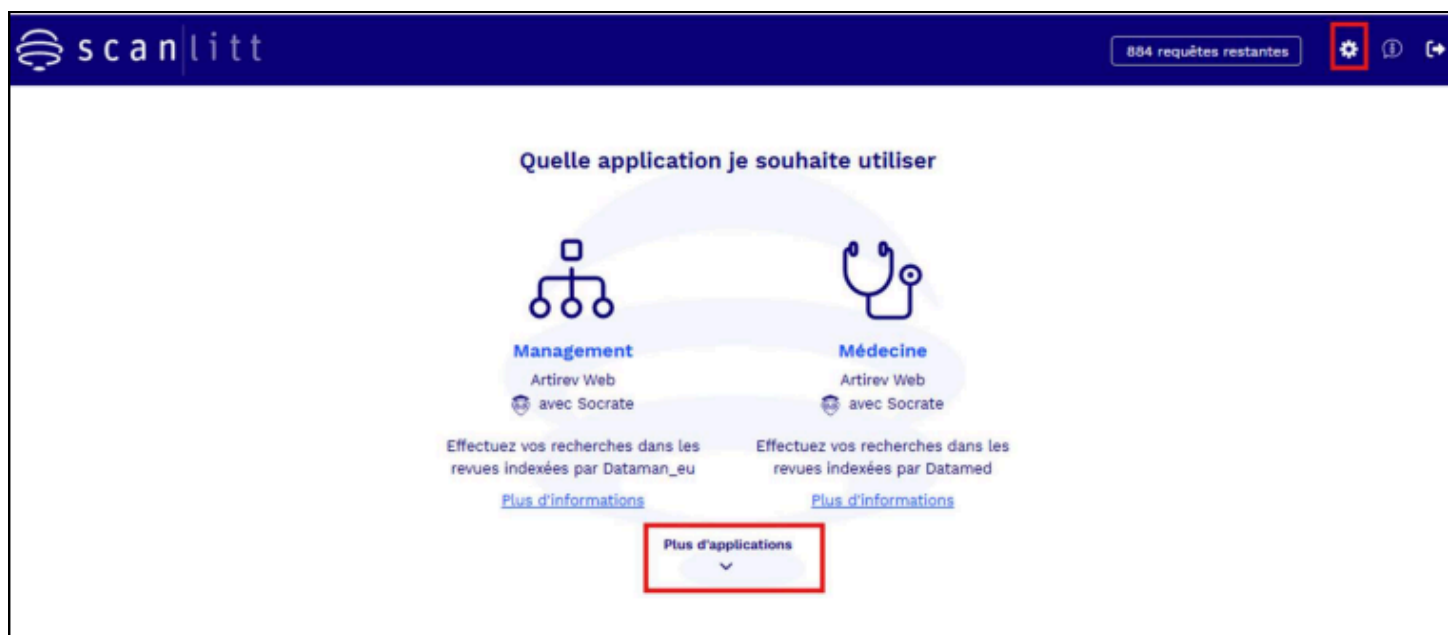 scanlitt
884 requêtes restantes
Quelle application je souhaite utiliser
Management
Artirev Web
avec Socrate
Effectuez vos recherches dans les
revues indexées par Dataman_eu
Plus d'informations
Médecine
Artirev Web
avec Socrate
Effectuez vos recherches dans les
revues indexées par Datamed
Plus d'informations
Plus d'applications